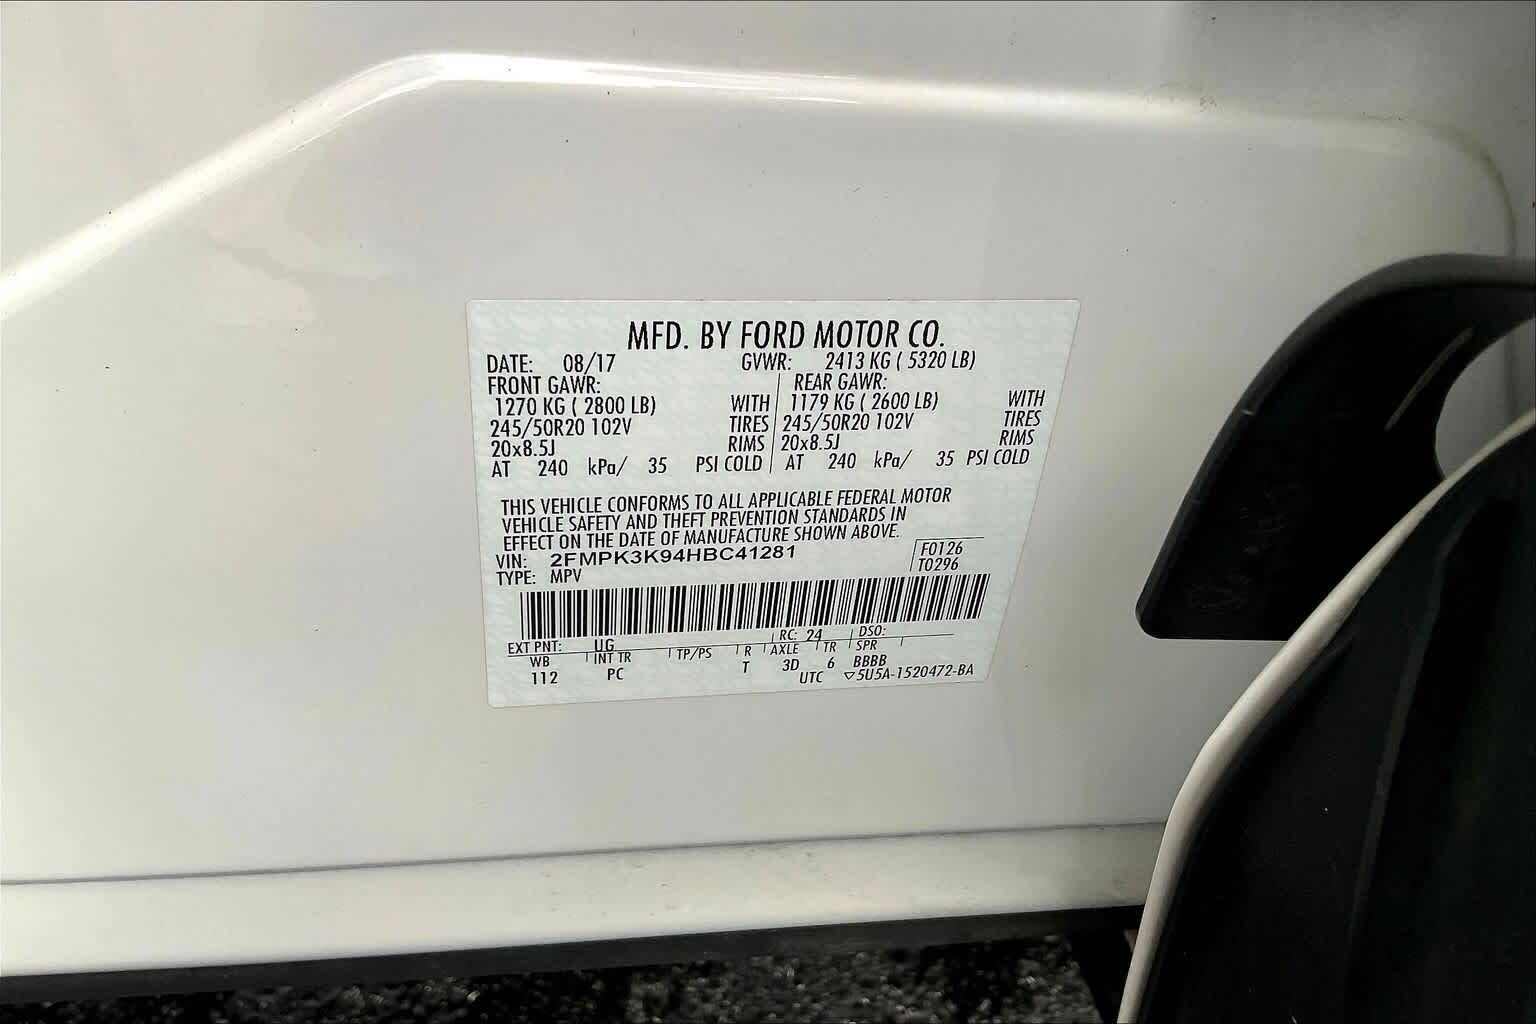 MFD. BY FORD MOTOR CO.
DATE: 08/17 GVWR: 2413 KG ( 5320 LB)
FRONT GAWR: REAR GAWR:
1270 KG ( 2800 LB) WITH 1179 KG ( 2600 LB) WITH
245/50R20 102V TIRES 245/50R20 102V TIRES
20x8.5J RIMS 20x8.5J RIMS
AT 240 kPa/ 35 PSI COLD AT 240 kPa/ 35 PSI COLD
THIS VEHICLE CONFORMS TO ALL APPLICABLE FEDERAL MOTOR
VEHICLE SAFETY AND THEFT PREVENTION STANDARDS IN
EFFECT ON THE DATE OF MANUFACTURE SHOWN ABOVE.
VIN: 2FMPK3K94HBC41281 F0126
TYPE: MPV T0296
EXT PNT: UG RC: 24 DSO:
WB INT TR TP/PS R AXLE TR SPR
112 PC T 3D 6 BBBB
UTC ▽5U5A-1520472-BA